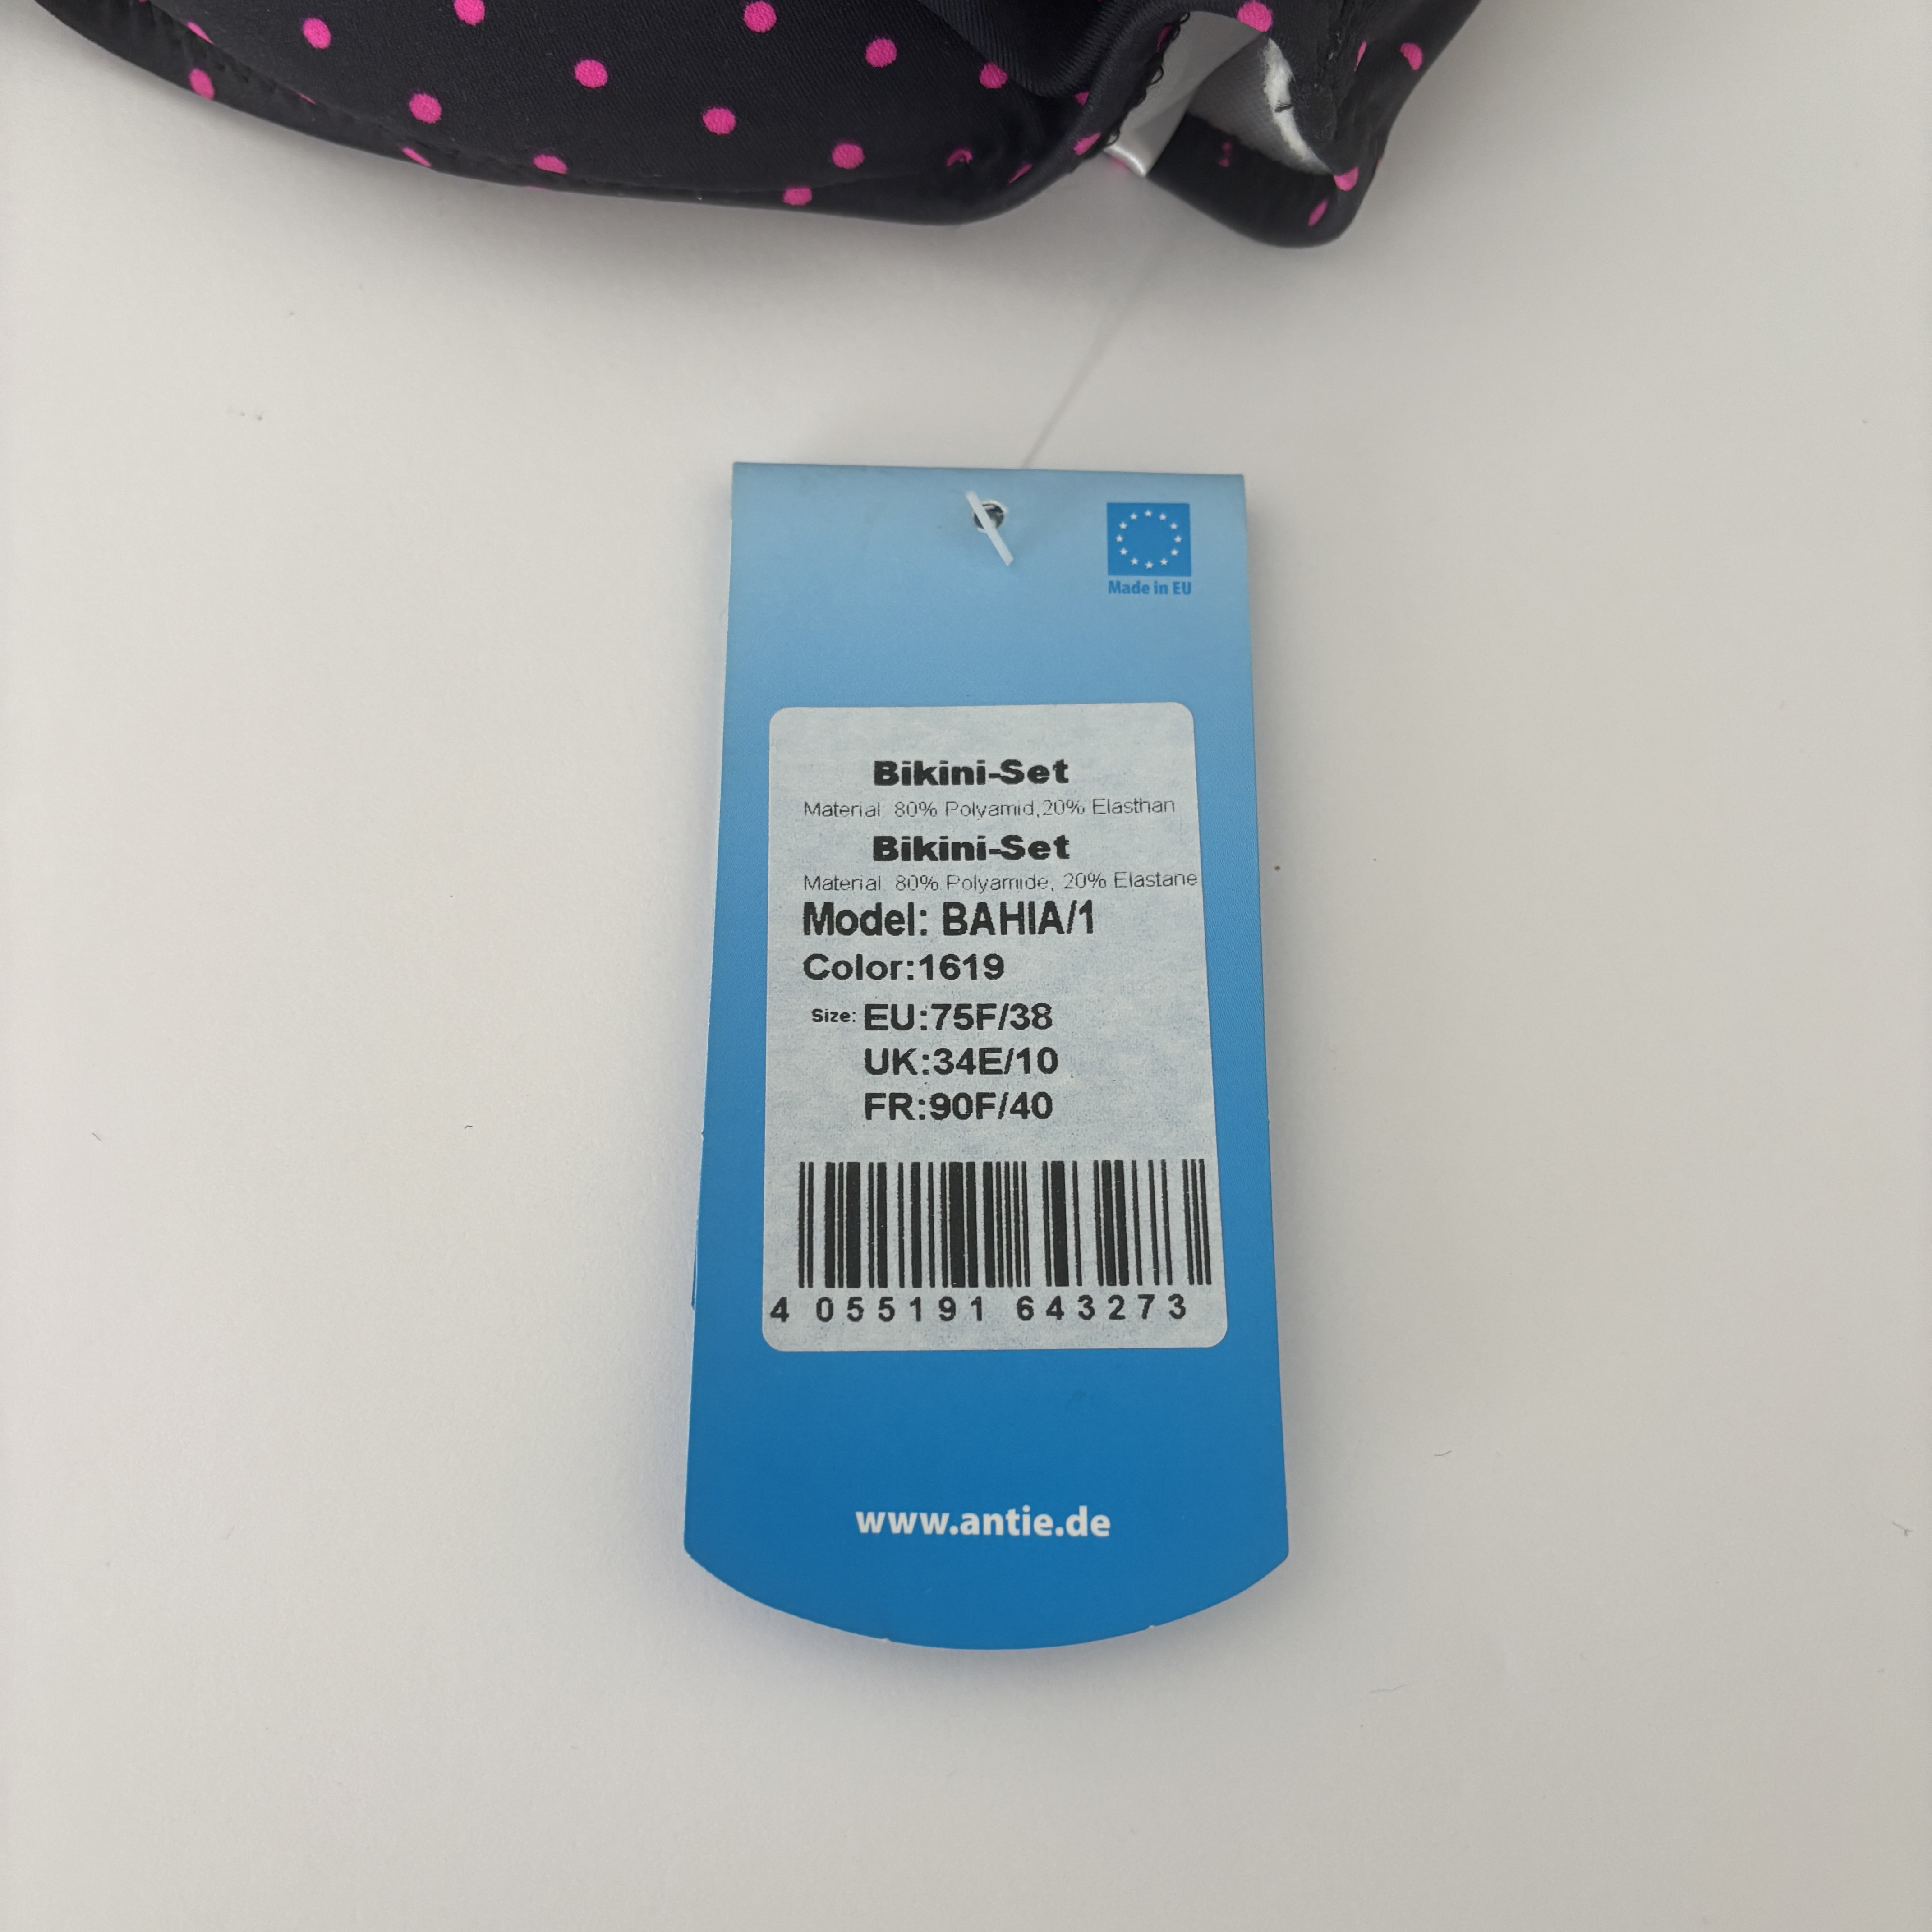 Made in EU
Bikini-Set
Material: 80% Polyamid,20% Elasthan
Bikini-Set
Material: 80% Polyamide, 20% Elastane
Model: BAHIA/1
Color:1619
Size: EU:75F/38
UK:34E/10
FR:90F/40
4 055191 643273
www.antie.de